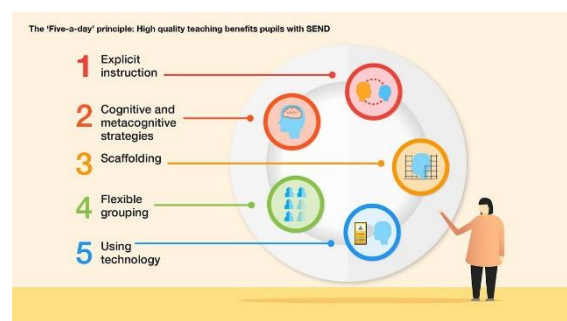 The ‘Five-a-day’ principle: High quality teaching benefits pupils with SEND
1 Explicit
instruction
2 Cognitive and
metacognitive
strategies
3 Scaffolding
4 Flexible
grouping
5 Using
technology